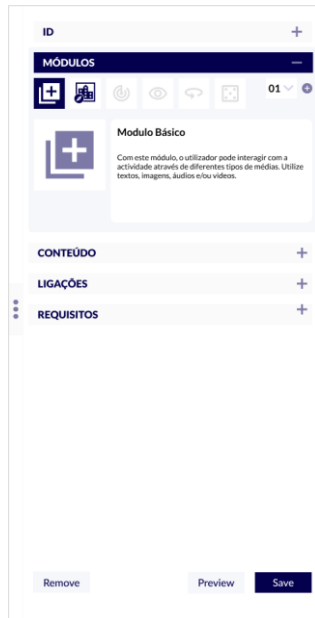 ID
MÓDULOS
01
Modulo Básico
Com este módulo, o utilizador pode interagir com a
actividade através de diferentes tipos de médias. Utilize
textos, imagens, áudios e/ou videos.
CONTEÚDO
LIGAÇÕES
REQUISITOS
Remove Preview Save